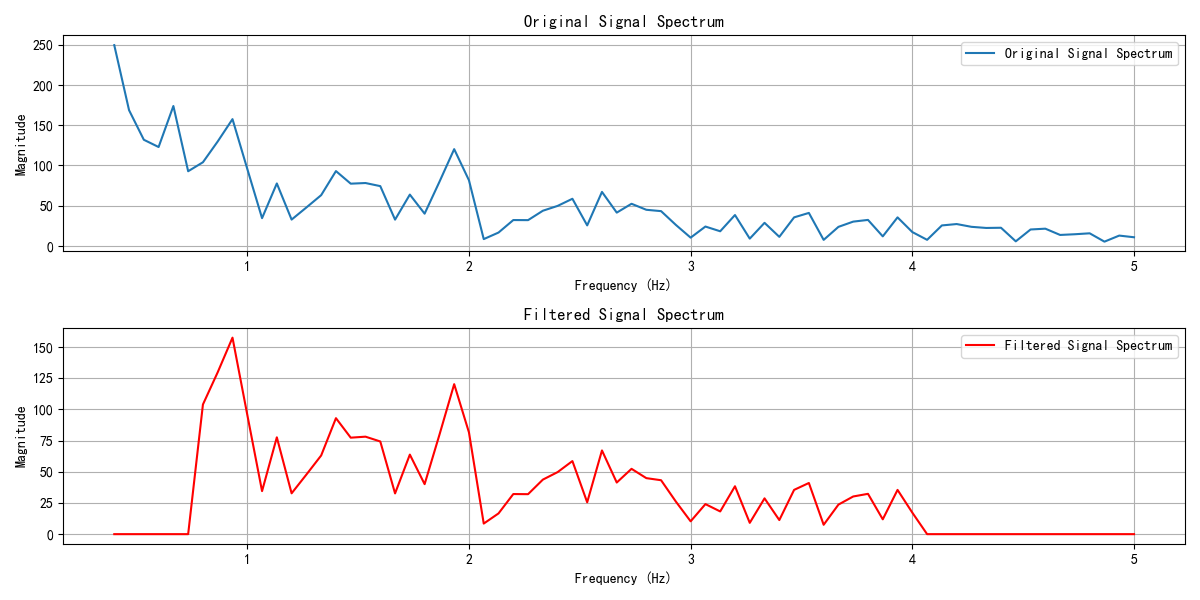 Original Signal Spectrum
Original Signal Spectrum
250
200
150
100
50
0
Magnitude
1 2 3 4 5
Frequency (Hz)
Filtered Signal Spectrum
Filtered Signal Spectrum
150
125
100
75
50
25
0
Magnitude
1 2 3 4 5
Frequency (Hz)